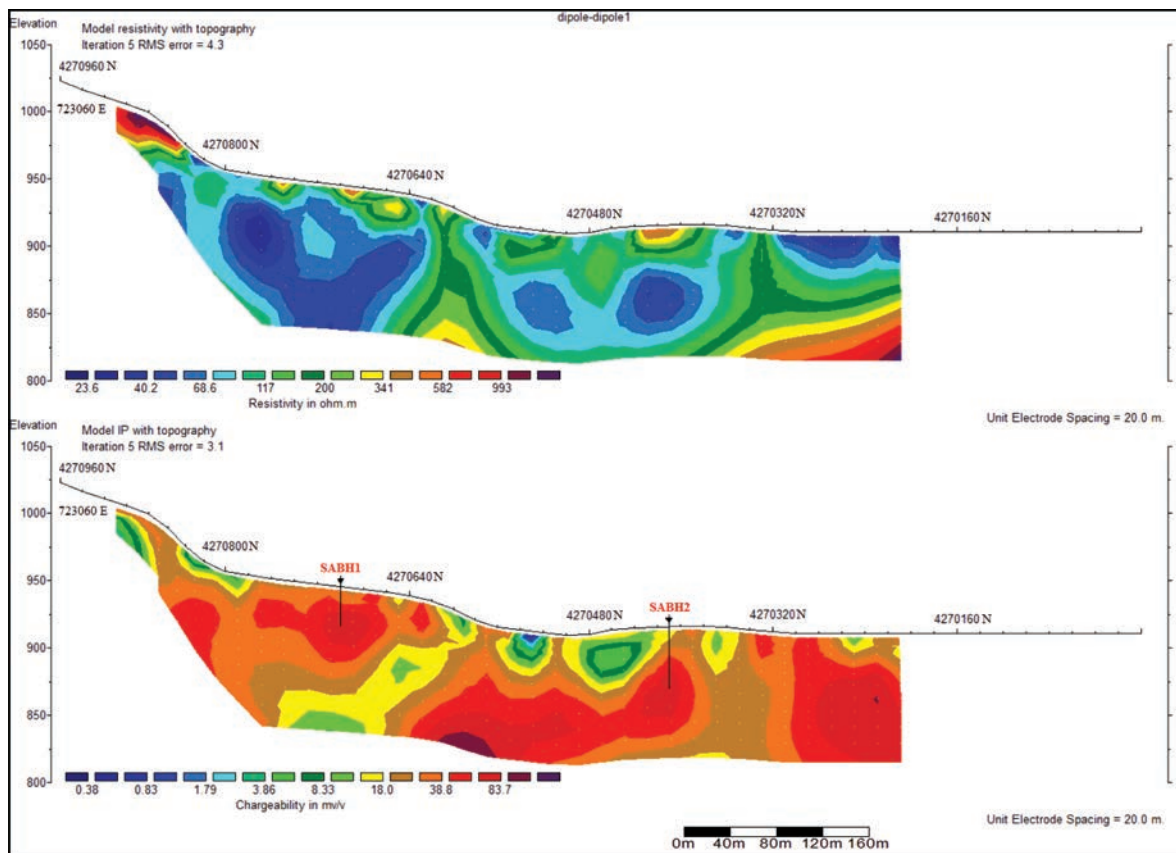 dipole-dipole1
Elevation
Model resistivity with topography
Iteration 5 RMS error = 4.3
1050
4270960 N
1000
723060 E
4270800 N
950
4270640 N
4270480N
4270320N
4270160N
900
850
800
23.6 40.2 68.6 117 200 341 582 993
Resistivity in ohm.m
Unit Electrode Spacing = 20.0 m.
Elevation
Model IP with topography
Iteration 5 RMS error = 3.1
1050
4270960 N
1000
723060 E
4270800 N
950
SABH1
4270640 N
4270480N
SABH2
4270320N
4270160N
900
850
800
0.38 0.83 1.79 3.86 8.33 18.0 38.8 83.7
Chargeability in mv/v
Unit Electrode Spacing = 20.0 m.
0m 40m 80m 120m 160m